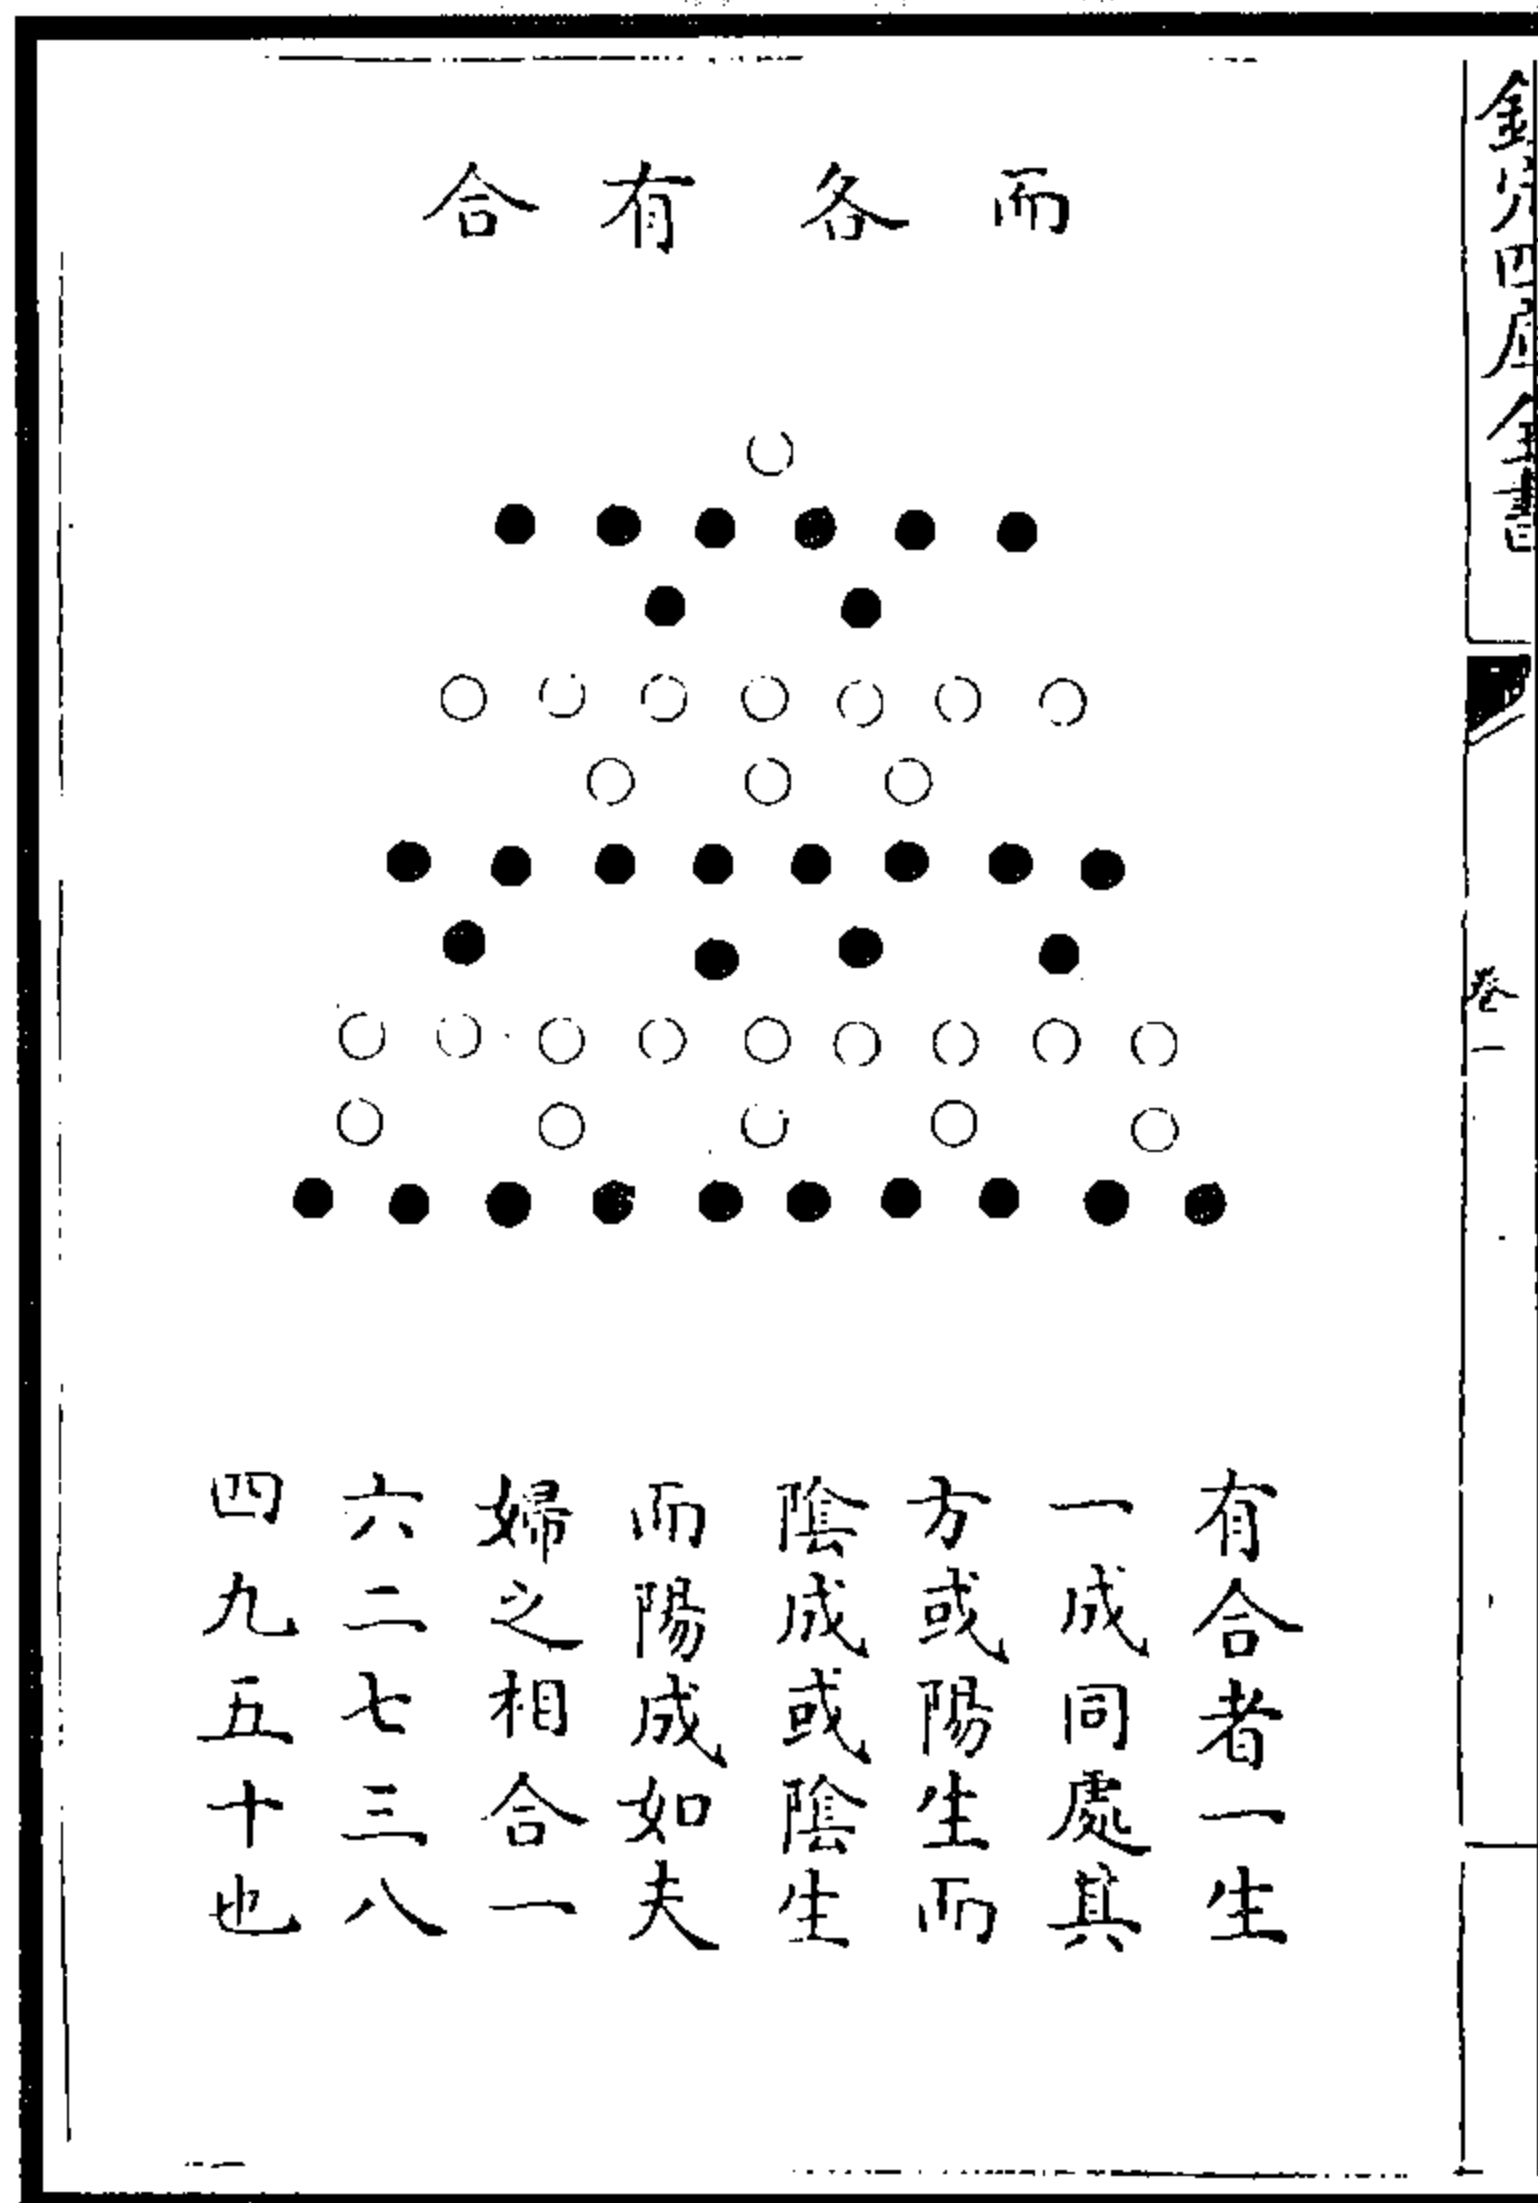 欽定四庫全書
卷一
而各有合
有合者一生
一成同處其
方或陽生而
陰成或陰生
而陽成如夫
婦之相合一
六二七三八
四九五十也